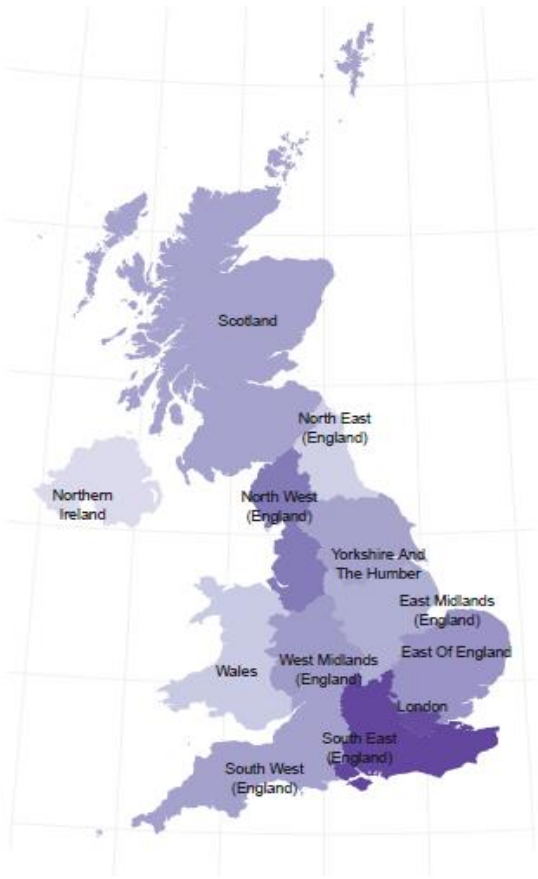 Scotland
North East
(England)
Northern
Ireland
North West
(England)
Yorkshire And
The Humber
East Midlands
(England)
East Of England
West Midlands
(England)
Wales
London
South East
(England)
South West
(England)